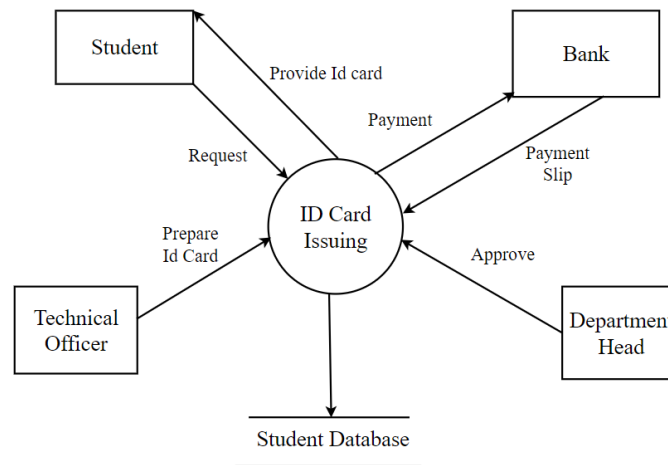 Student
Bank
Provide Id card
Payment
Request
Payment
Slip
ID Card
Issuing
Prepare
Id Card
Approve
Technical
Officer
Department
Head
Student Database